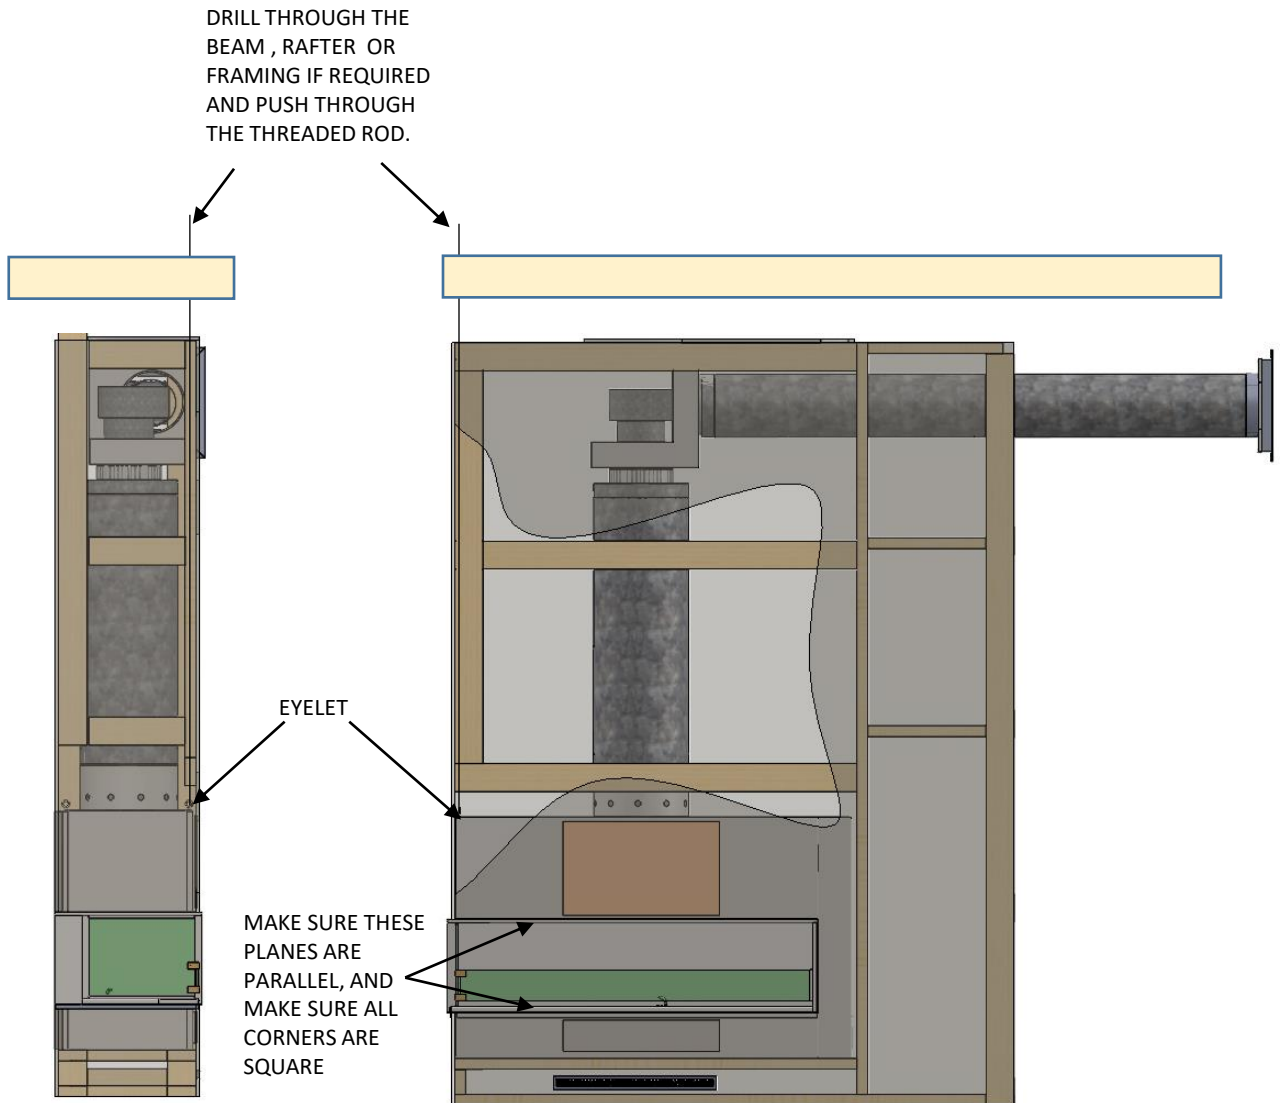 DRILL THROUGH THE
BEAM , RAFTER OR
FRAMING IF REQUIRED
AND PUSH THROUGH
THE THREADED ROD.
EYELET
MAKE SURE THESE
PLANES ARE
PARALLEL, AND
MAKE SURE ALL
CORNERS ARE
SQUARE